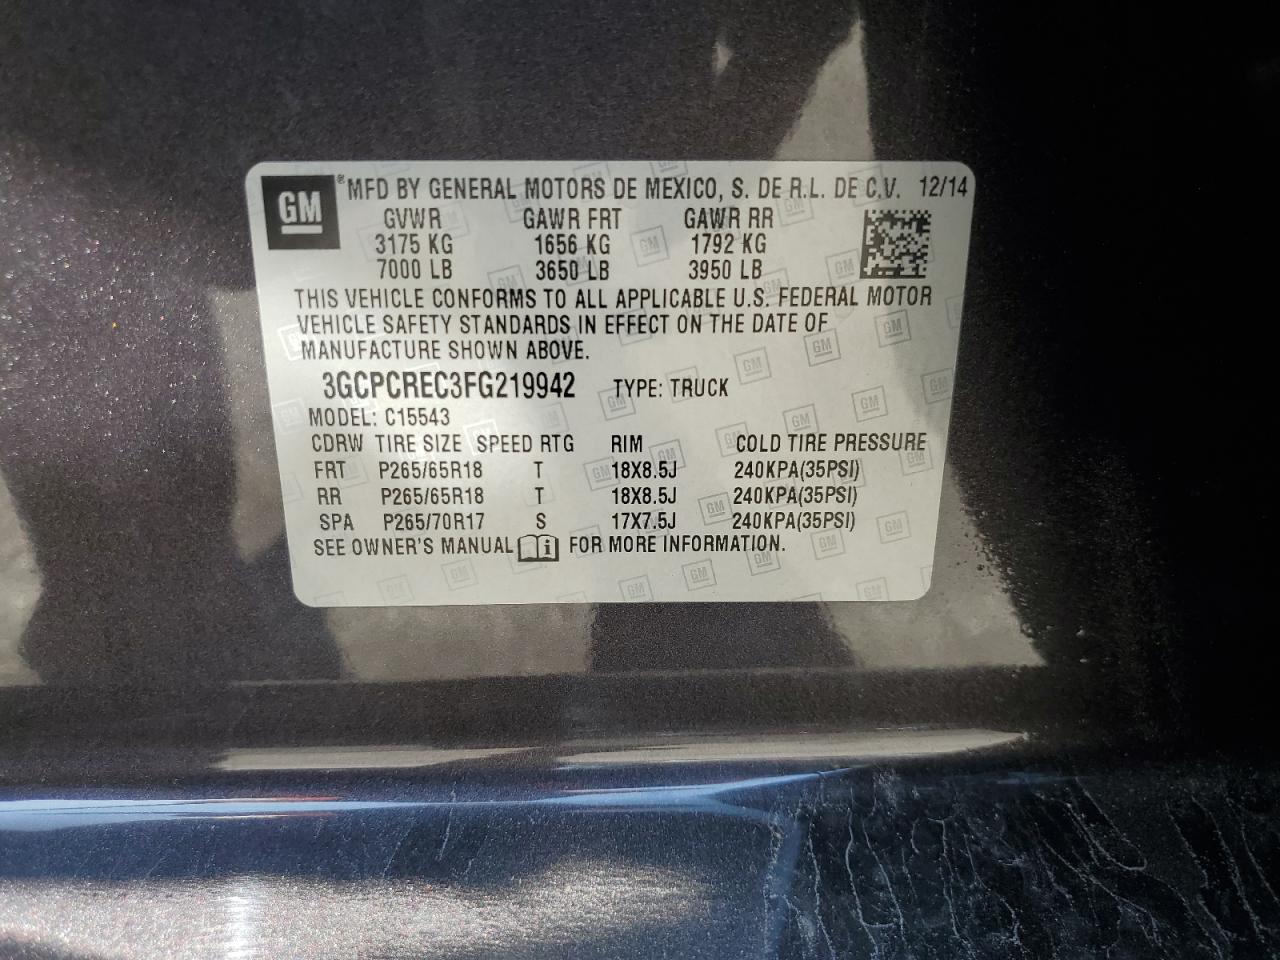 GM ® MFD BY GENERAL MOTORS DE MEXICO, S. DE R.L. DE C.V. 12/14
GVWR GAWR FRT GAWR RR
3175 KG 1656 KG 1792 KG
7000 LB 3650 LB 3950 LB
THIS VEHICLE CONFORMS TO ALL APPLICABLE U.S. FEDERAL MOTOR
VEHICLE SAFETY STANDARDS IN EFFECT ON THE DATE OF
MANUFACTURE SHOWN ABOVE.
3GCPCREC3FG219942 TYPE: TRUCK
MODEL: C15543
CDRW TIRE SIZE SPEED RTG RIM COLD TIRE PRESSURE
FRT P265/65R18 T 18X8.5J 240KPA(35PSI)
RR P265/65R18 T 18X8.5J 240KPA(35PSI)
SPA P265/70R17 S 17X7.5J 240KPA(35PSI)
SEE OWNER'S MANUAL FOR MORE INFORMATION.